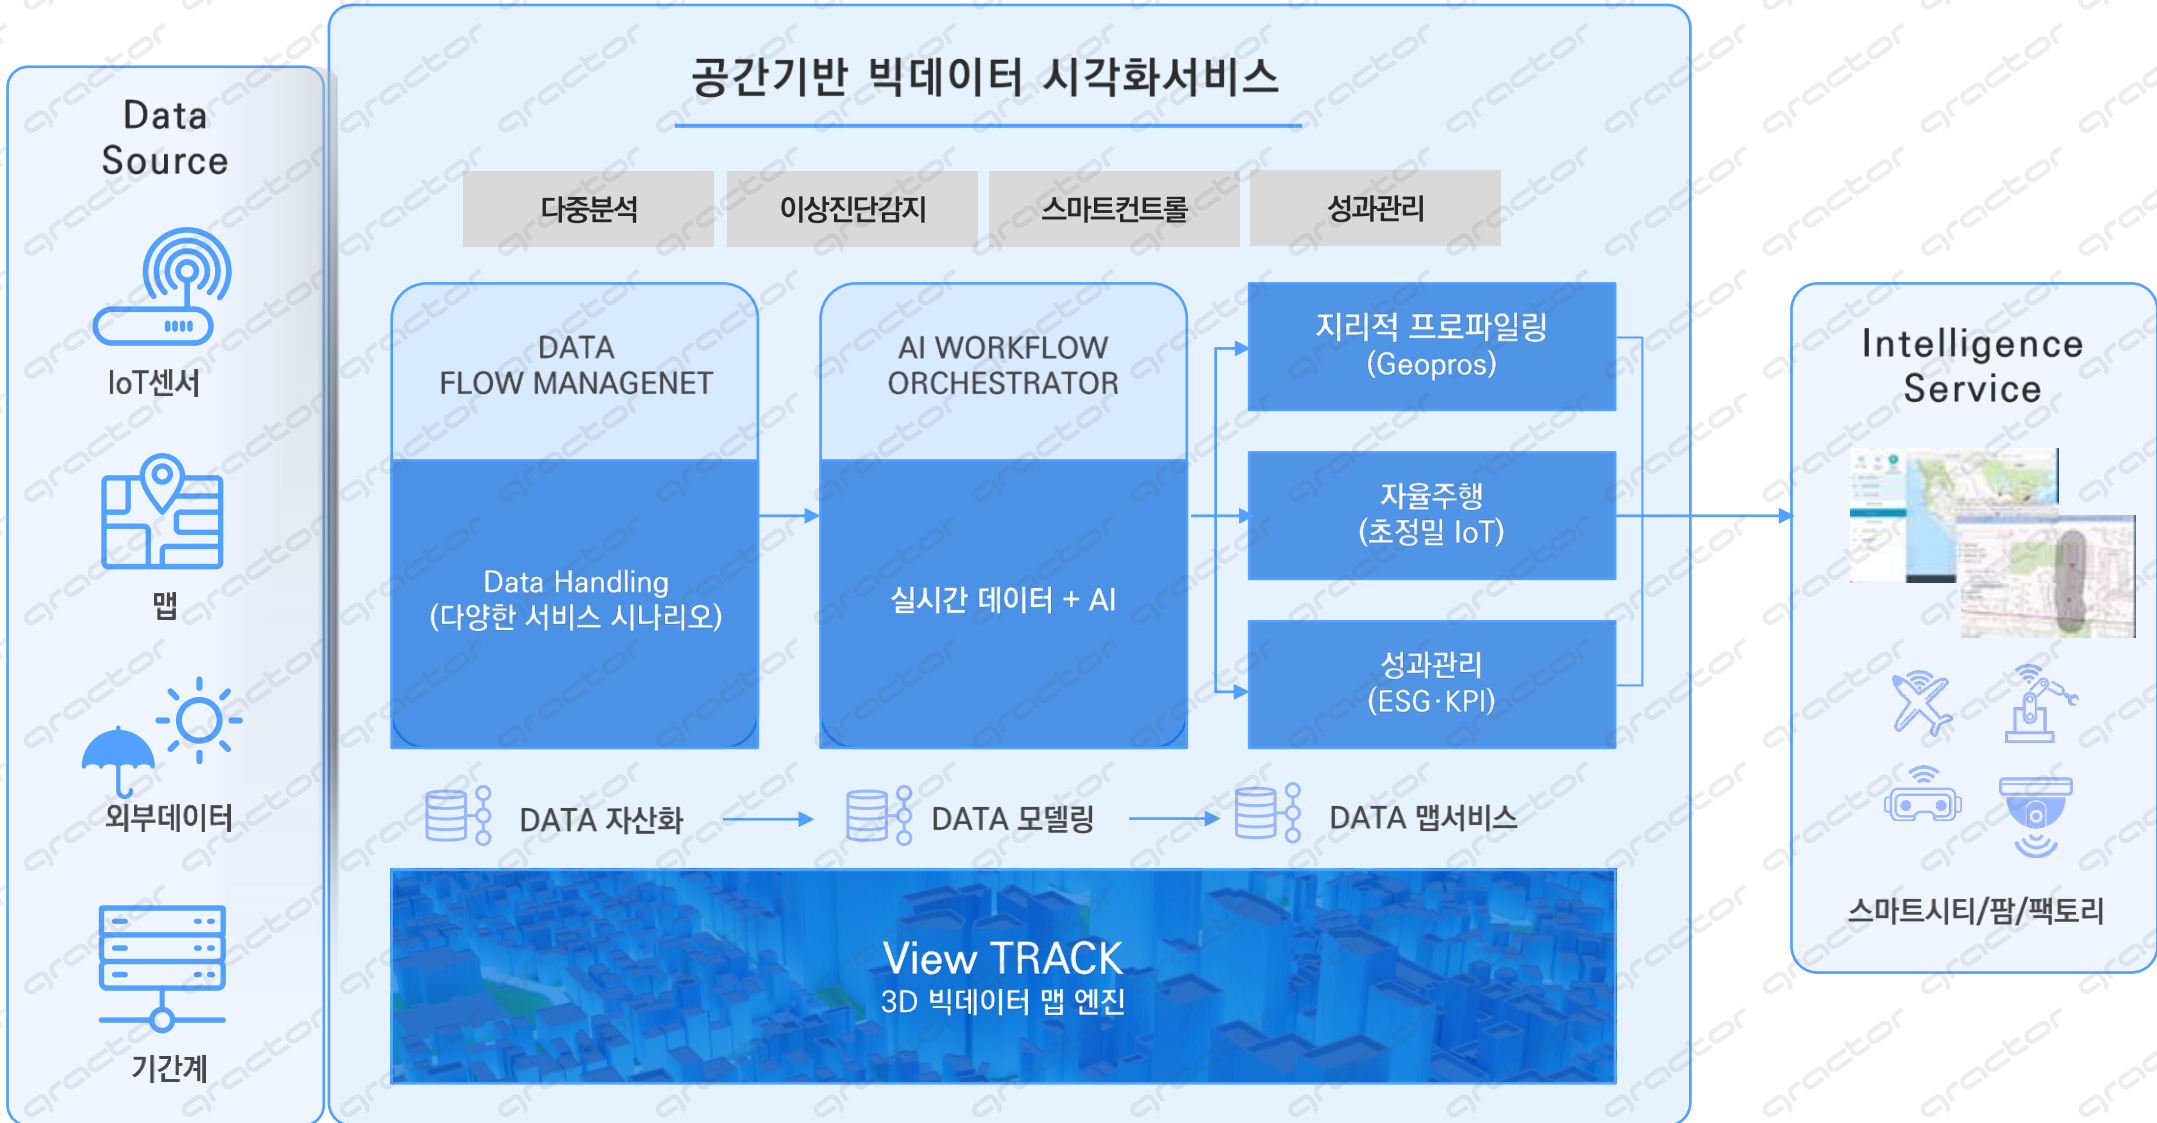 Data
Source
IoT센서
맵
외부데이터
기간계
공간기반 빅데이터 시각화서비스
다중분석
이상진단감지
스마트컨트롤
성과관리
DATA
FLOW MANAGENET
Data Handling
(다양한 서비스 시나리오)
AI WORKFLOW
ORCHESTRATOR
실시간 데이터 + AI
지리적 프로파일링
(Geopros)
자율주행
(초정밀 IoT)
성과관리
(ESG·KPI)
DATA 자산화
DATA 모델링
DATA 맵서비스
View TRACK
3D 빅데이터 맵 엔진
Intelligence
Service
스마트시티/팜/팩토리
qractor